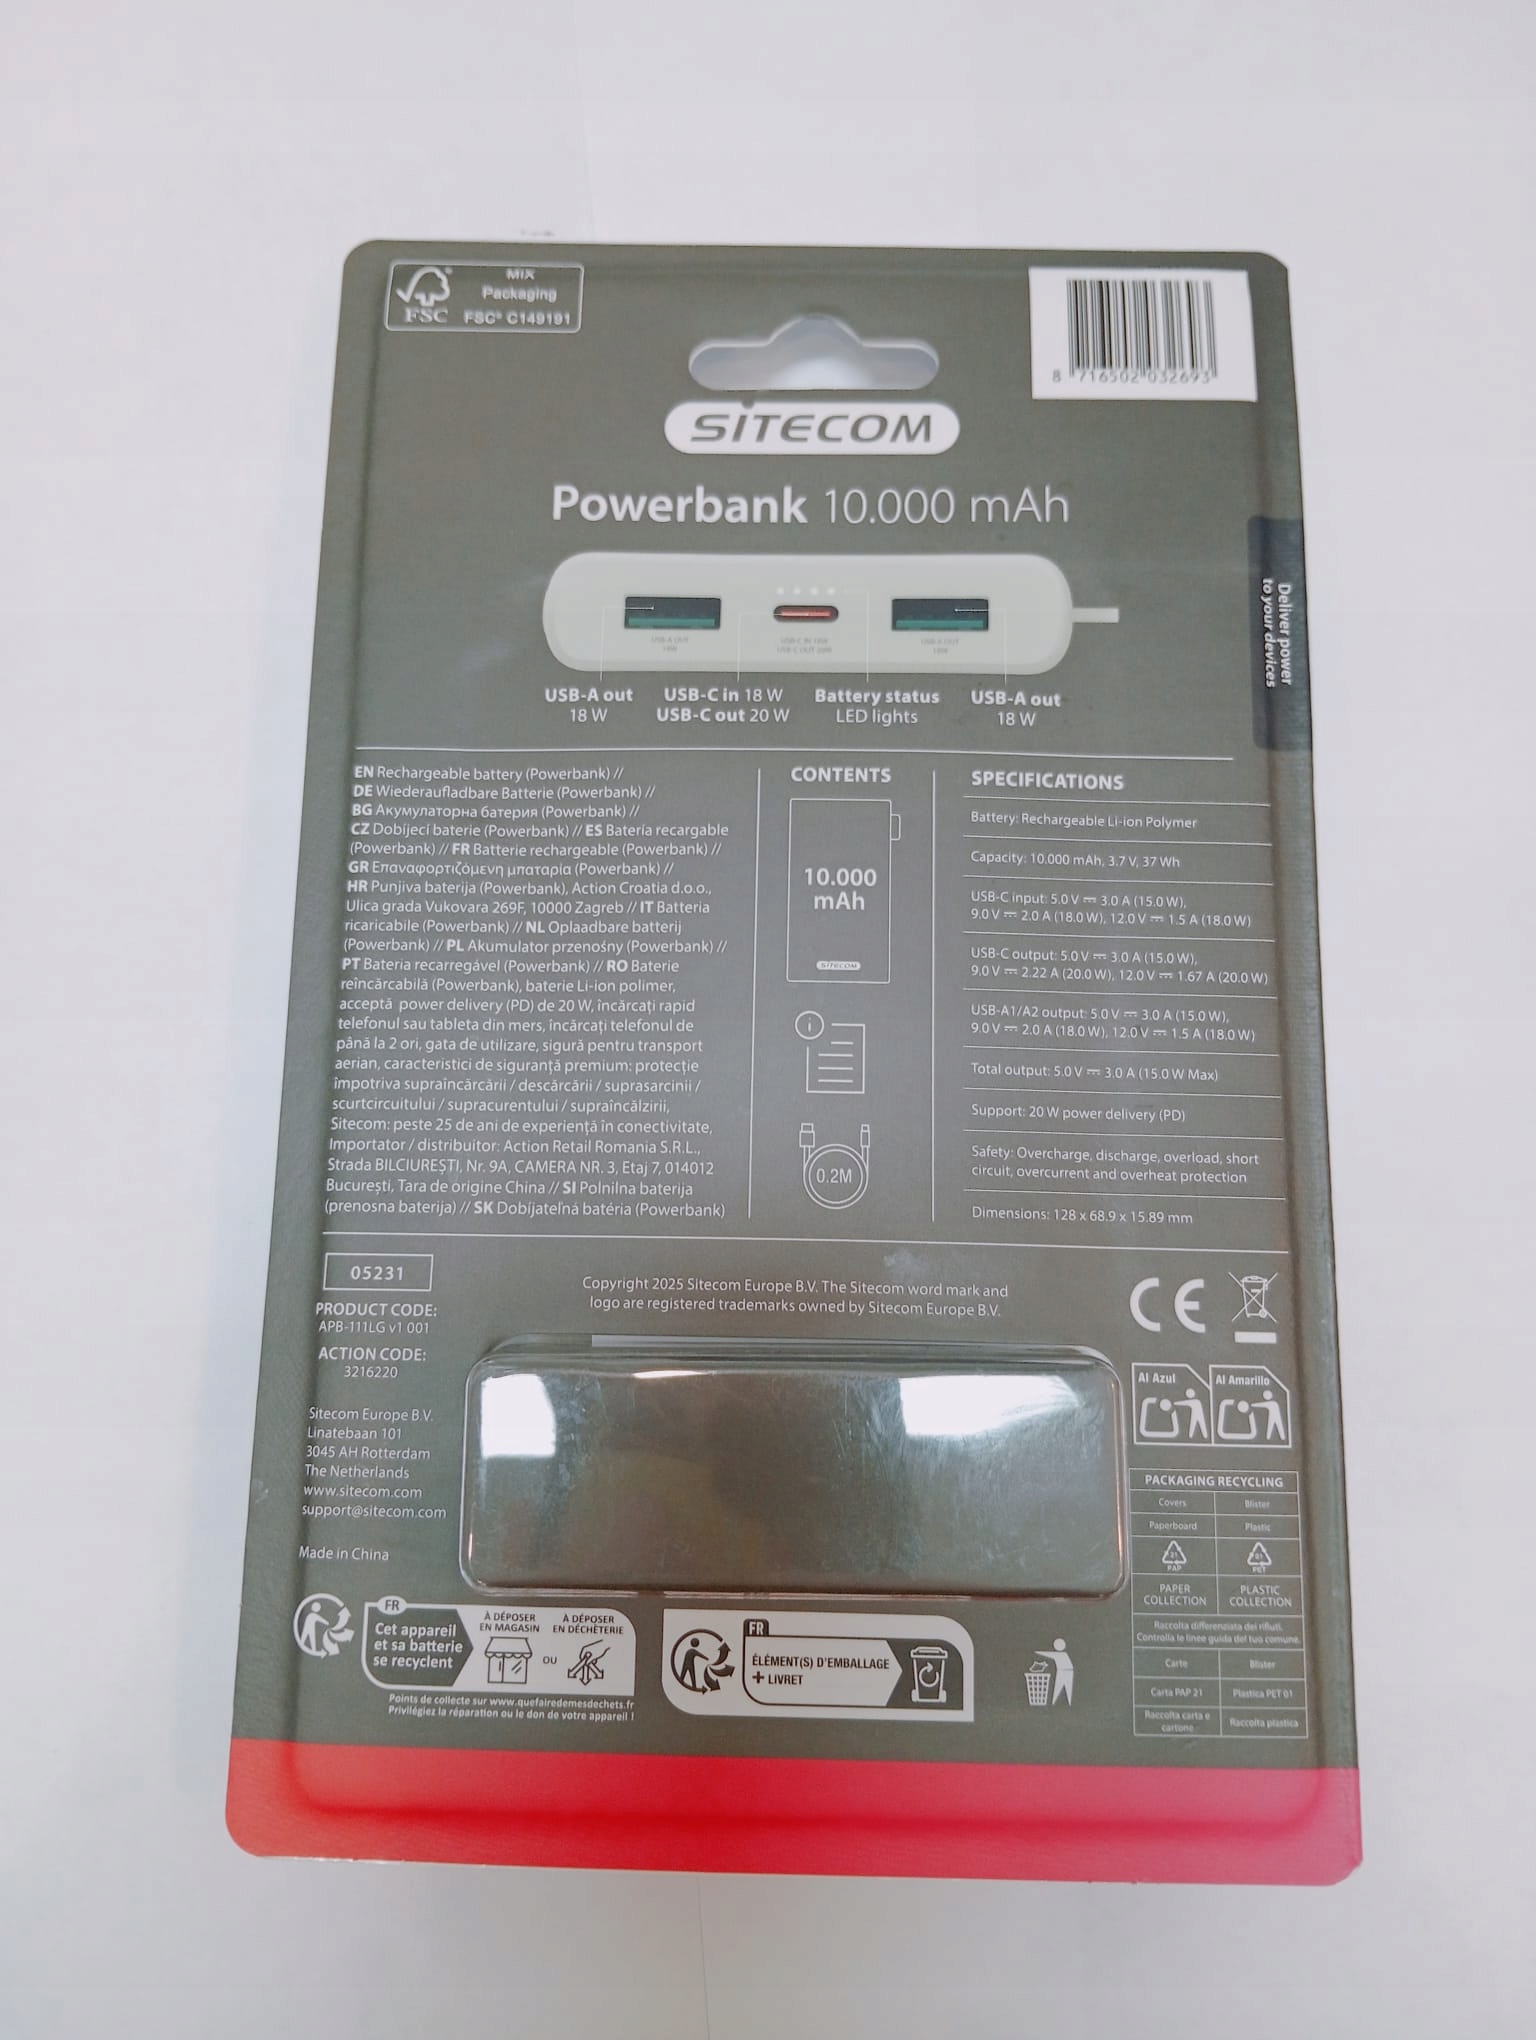 MIX
Packaging
FSC
FSC® C149191
8 716502 032693
SITECOM
Powerbank 10.000 mAh
USB-A OUT
18W
USB-C IN 18W
USB-C OUT 20W
USB-A OUT
18W
USB-A out
18 W
USB-C in 18 W
USB-C out 20 W
Battery status
LED lights
USB-A out
18 W
Deliver power
to your devices
EN Rechargeable battery (Powerbank) //
DE Wiederaufladbare Batterie (Powerbank) //
BG Акумулаторна батерия (Powerbank) //
CZ Dobíjecí baterie (Powerbank) // ES Batería recargable
(Powerbank) // FR Batterie rechargeable (Powerbank) //
GR Επαναφορτιζόμενη μπαταρία (Powerbank) //
HR Punjiva baterija (Powerbank), Action Croatia d.o.o.,
Ulica grada Vukovara 269F, 10000 Zagreb // IT Batteria
ricaricabile (Powerbank) // NL Oplaadbare batterij
(Powerbank) // PL Akumulator przenośny (Powerbank) //
PT Bateria recarregável (Powerbank) // RO Baterie
reîncărcabilă (Powerbank), baterie Li-ion polimer,
acceptă power delivery (PD) de 20 W, încărcați rapid
telefonul sau tableta din mers, încărcați telefonul de
până la 2 ori, gata de utilizare, sigură pentru transport
aerian, caracteristici de siguranță premium: protecție
împotriva supraîncărcării / descărcării / suprasarcinii /
scurtcircuitului / supracurentului / supraîncălzirii,
Sitecom: peste 25 de ani de experiență în conectivitate,
Importator / distribuitor: Action Retail Romania S.R.L.,
Strada BILCIUREȘTI, Nr. 9A, CAMERA NR. 3, Etaj 7, 014012
București, Tara de origine China // SI Polnilna baterija
(prenosna baterija) // SK Dobíjateľná batéria (Powerbank)
CONTENTS
10.000
mAh
SITECOM
0.2M
SPECIFICATIONS
Battery: Rechargeable Li-ion Polymer
Capacity: 10.000 mAh, 3.7 V, 37 Wh
USB-C input: 5.0 V ⎓ 3.0 A (15.0 W),
9.0 V ⎓ 2.0 A (18.0 W), 12.0 V ⎓ 1.5 A (18.0 W)
USB-C output: 5.0 V ⎓ 3.0 A (15.0 W),
9.0 V ⎓ 2.22 A (20.0 W), 12.0 V ⎓ 1.67 A (20.0 W)
USB-A1/A2 output: 5.0 V ⎓ 3.0 A (15.0 W),
9.0 V ⎓ 2.0 A (18.0 W), 12.0 V ⎓ 1.5 A (18.0 W)
Total output: 5.0 V ⎓ 3.0 A (15.0 W Max)
Support: 20 W power delivery (PD)
Safety: Overcharge, discharge, overload, short
circuit, overcurrent and overheat protection
Dimensions: 128 x 68.9 x 15.89 mm
05231
PRODUCT CODE:
APB-111LG v1 001
ACTION CODE:
3216220
Sitecom Europe B.V.
Linatebaan 101
3045 AH Rotterdam
The Netherlands
www.sitecom.com
support@sitecom.com
Made in China
Copyright 2025 Sitecom Europe B.V. The Sitecom word mark and
logo are registered trademarks owned by Sitecom Europe B.V.
CE
Al Azul
Al Amarillo
PACKAGING RECYCLING
Covers
Blister
Paperboard
Plastic
21
PAP
01
PET
PAPER
COLLECTION
PLASTIC
COLLECTION
Raccolta differenziata dei rifiuti.
Controlla le linee guida del tuo comune.
Carte
Blister
Carta PAP 21
Plastica PET 01
Raccolta carta e
cartone
Raccolta plastica
FR
Cet appareil
et sa batterie
se recyclent
À DÉPOSER
EN MAGASIN
OU
À DÉPOSER
EN DÉCHÈTERIE
Points de collecte sur www.quefairedemesdechets.fr
Privilégiez la réparation ou le don de votre appareil !
FR
ÉLÉMENT(S) D'EMBALLAGE
+ LIVRET